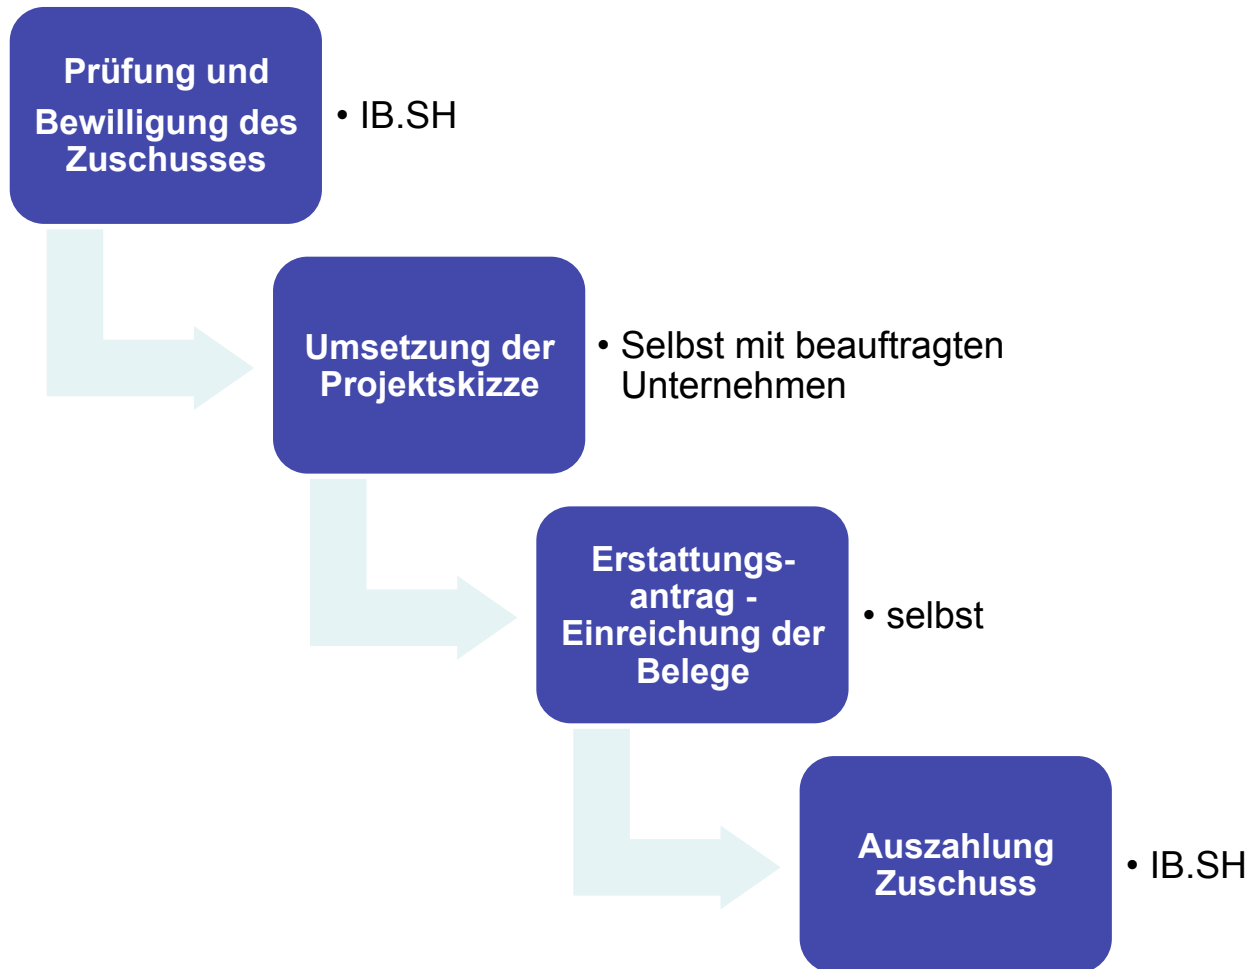 Prüfung und
Bewilligung des
Zuschusses
• IB.SH
Umsetzung der
Projektskizze
• Selbst mit beauftragten
Unternehmen
Erstattungs-
antrag -
Einreichung der
Belege
• selbst
Auszahlung
Zuschuss
• IB.SH